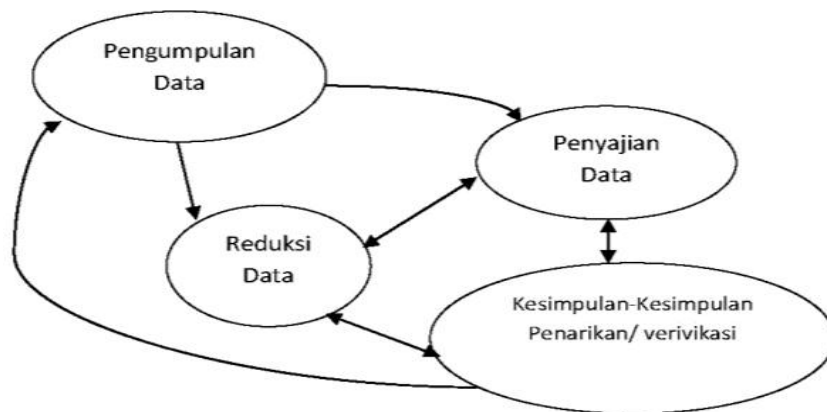 Pengumpulan
Data
Penyajian
Data
Reduksi
Data
Kesimpulan-Kesimpulan
Penarikan/ verivikasi